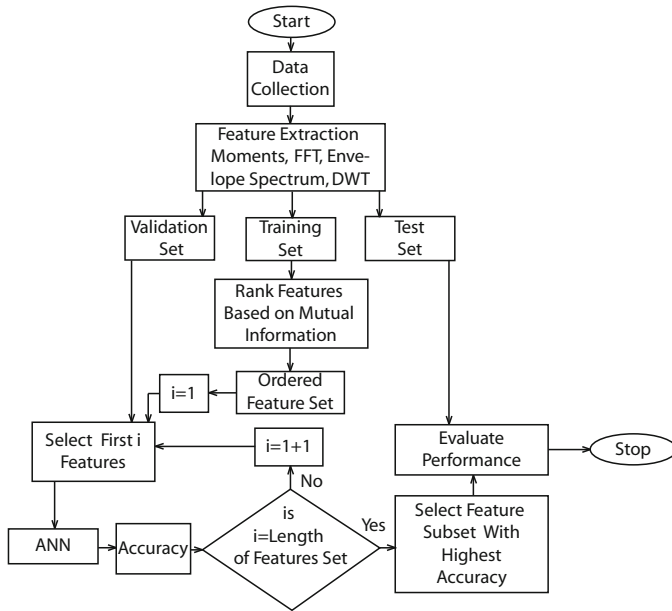 Start
Data
Collection
Feature Extraction
Moments, FFT, Enve-
lope Spectrum, DWT
Validation
Set
Training
Set
Test
Set
Rank Features
Based on Mutual
Information
i=1
Ordered
Feature Set
Select First i
Features
i=1+1
Evaluate
Performance
Stop
No
ANN
Accuracy
is
i=Length
of Features Set
Yes
Select Feature
Subset With
Highest
Accuracy